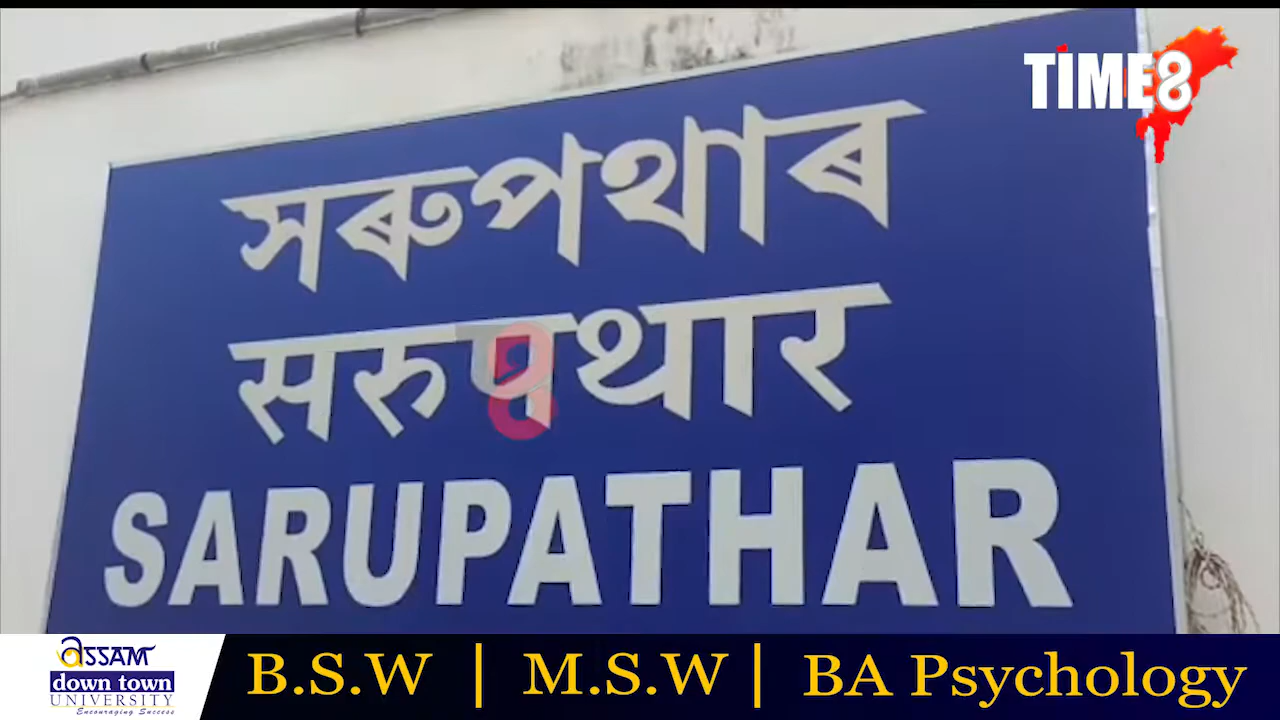 TIME8
সৰুপথাৰ
सरुपथार
SARUPATHAR
assam
down town
UNIVERSITY
Encouraging Success
B.S.W | M.S.W | BA Psychology